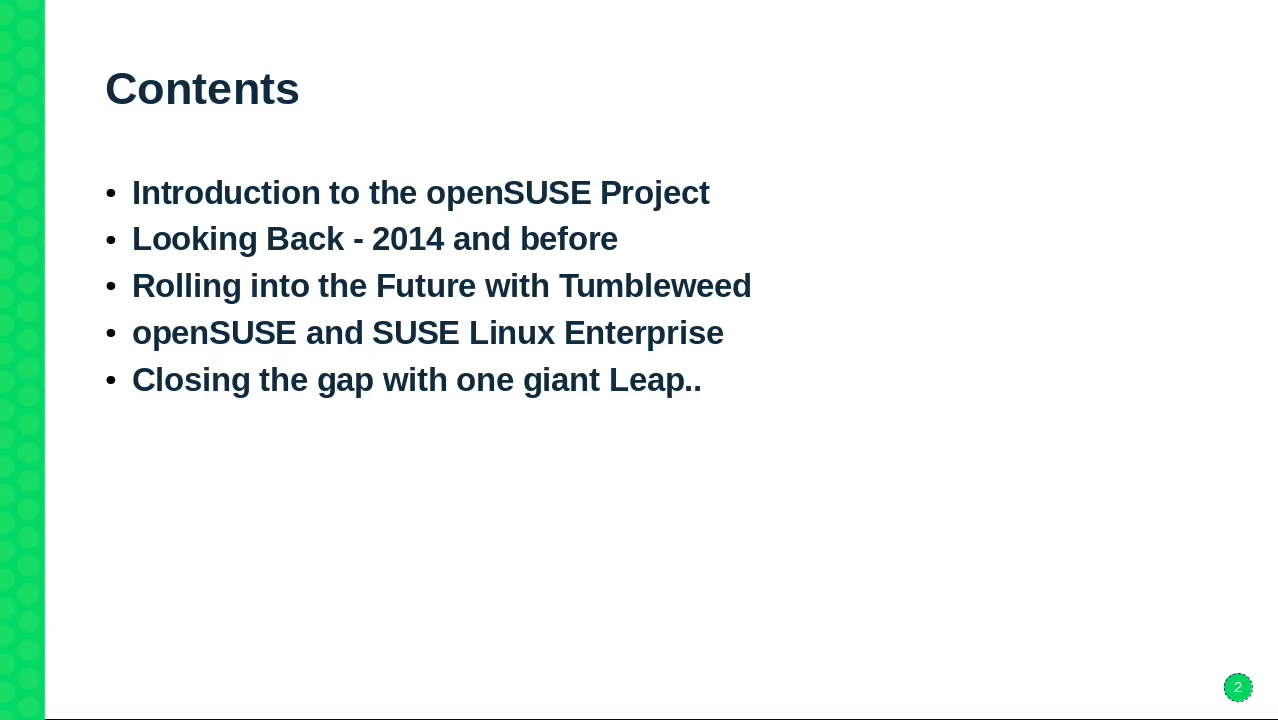 Contents
• Introduction to the openSUSE Project
• Looking Back - 2014 and before
• Rolling into the Future with Tumbleweed
• openSUSE and SUSE Linux Enterprise
• Closing the gap with one giant Leap..
2